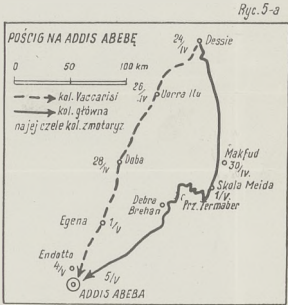 Ryc. 5-a
POŚCIG NA ADDIS ABEBĘ
0 50 100 km
kol. Vaccarisi
kol. główna
na jej czele kol. zmotoryz.
24/IV
Dessie
26/IV
Uorra Ilu
28/IV
Doba
Makfud
30/IV.
Skola Meida
1/V.
Prz. Termaber
Debra
Brehan
Egena 1/V
Endotto
4/V
5/V
ADDIS ABEBA